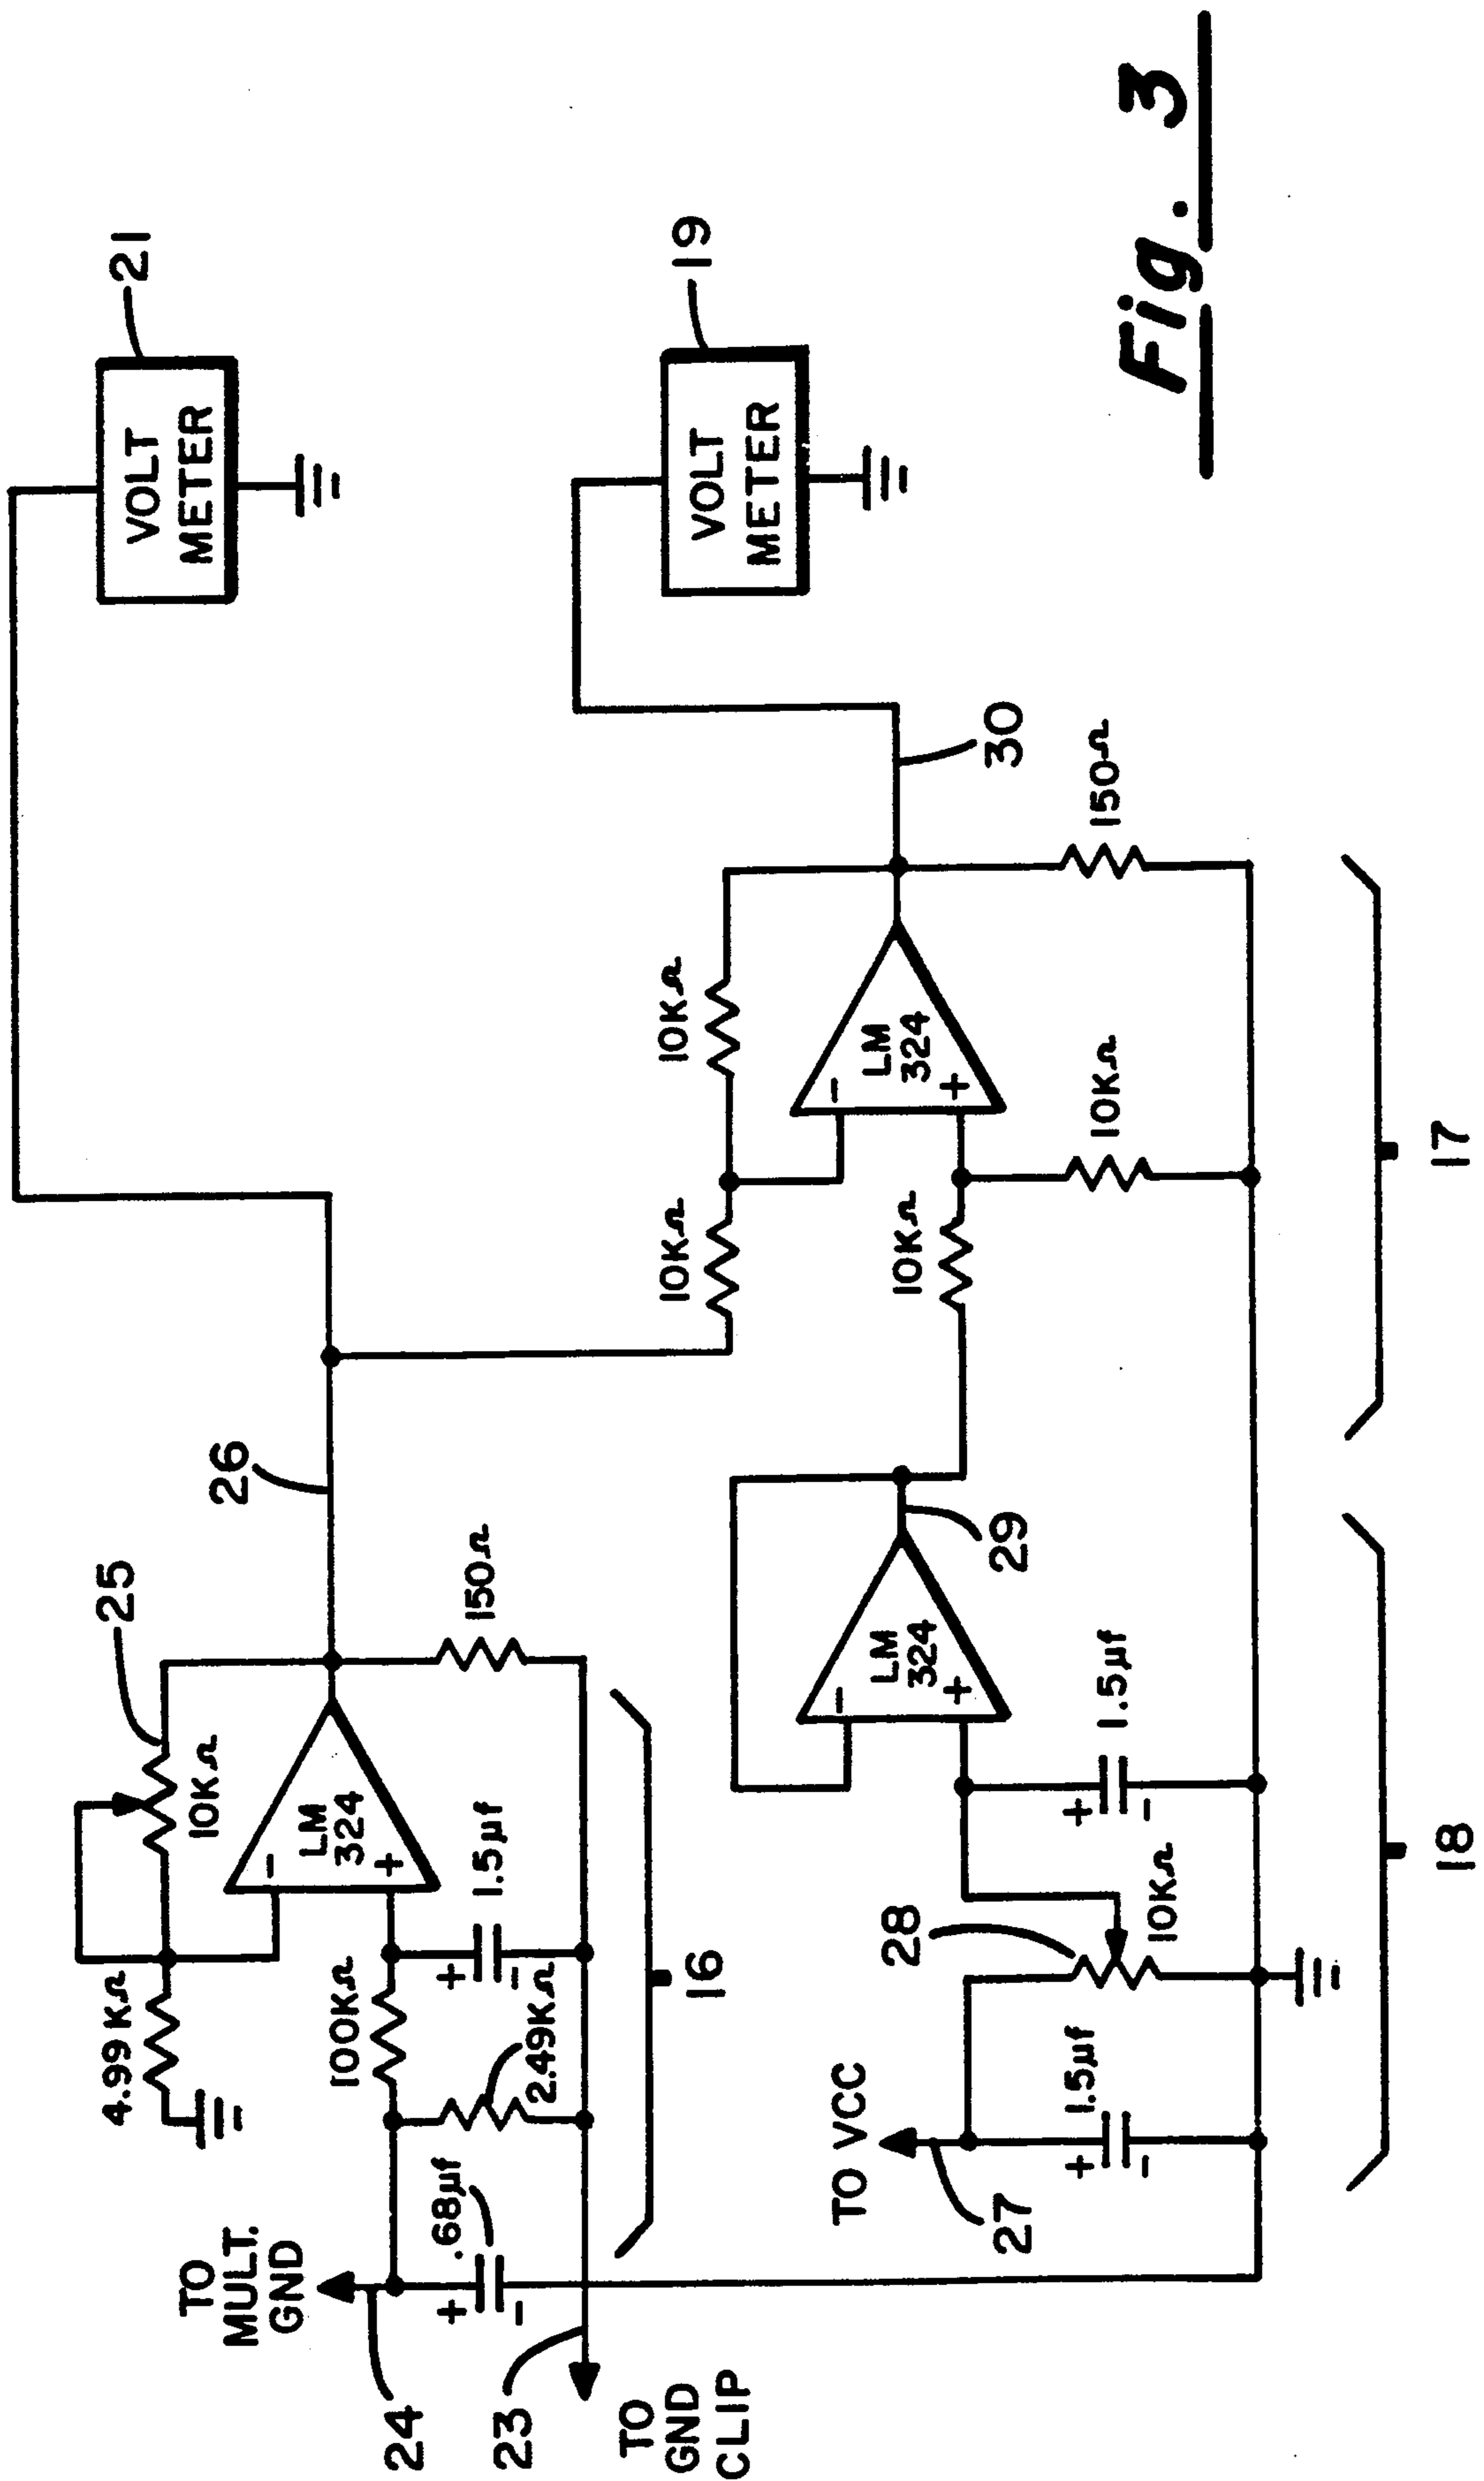 21
VOLT
METER
26
25
10KΩ
4.99 KΩ
-
LM
324
+
150Ω
100KΩ
+
1.5µf
-
2.49KΩ
TO
MULT.
GND
24
.68µf
+
-
23
TO
GND
CLIP
16
19
VOLT
METER
10KΩ
10KΩ
-
LM
324
+
30
10KΩ
10KΩ
150Ω
-
LM
324
+
29
TO VCC
27
28
10KΩ
+
1.5µf
-
+
1.5µf
-
18
17
Fig. 3